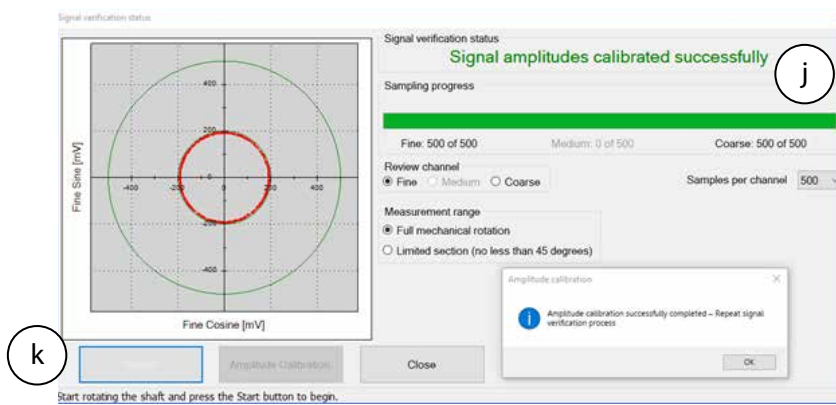 Signal verification status
Signal verification status
Signal amplitudes calibrated successfully
j
Sampling progress
Fine: 500 of 500 Medium: 0 of 500 Coarse: 500 of 500
Review channel
Fine Medium Coarse
Samples per channel 500
Measurement range
Full mechanical rotation
Limited section (no less than 45 degrees)
Fine Sine [mV]
400
200
-400 -200 0 200 400
-400
Fine Cosine [mV]
Amplitude calibration
Amplitude calibration successfully completed – Repeat signal
verification process
OK
k
Amplitude Calibration
Close
Start rotating the shaft and press the Start button to begin.